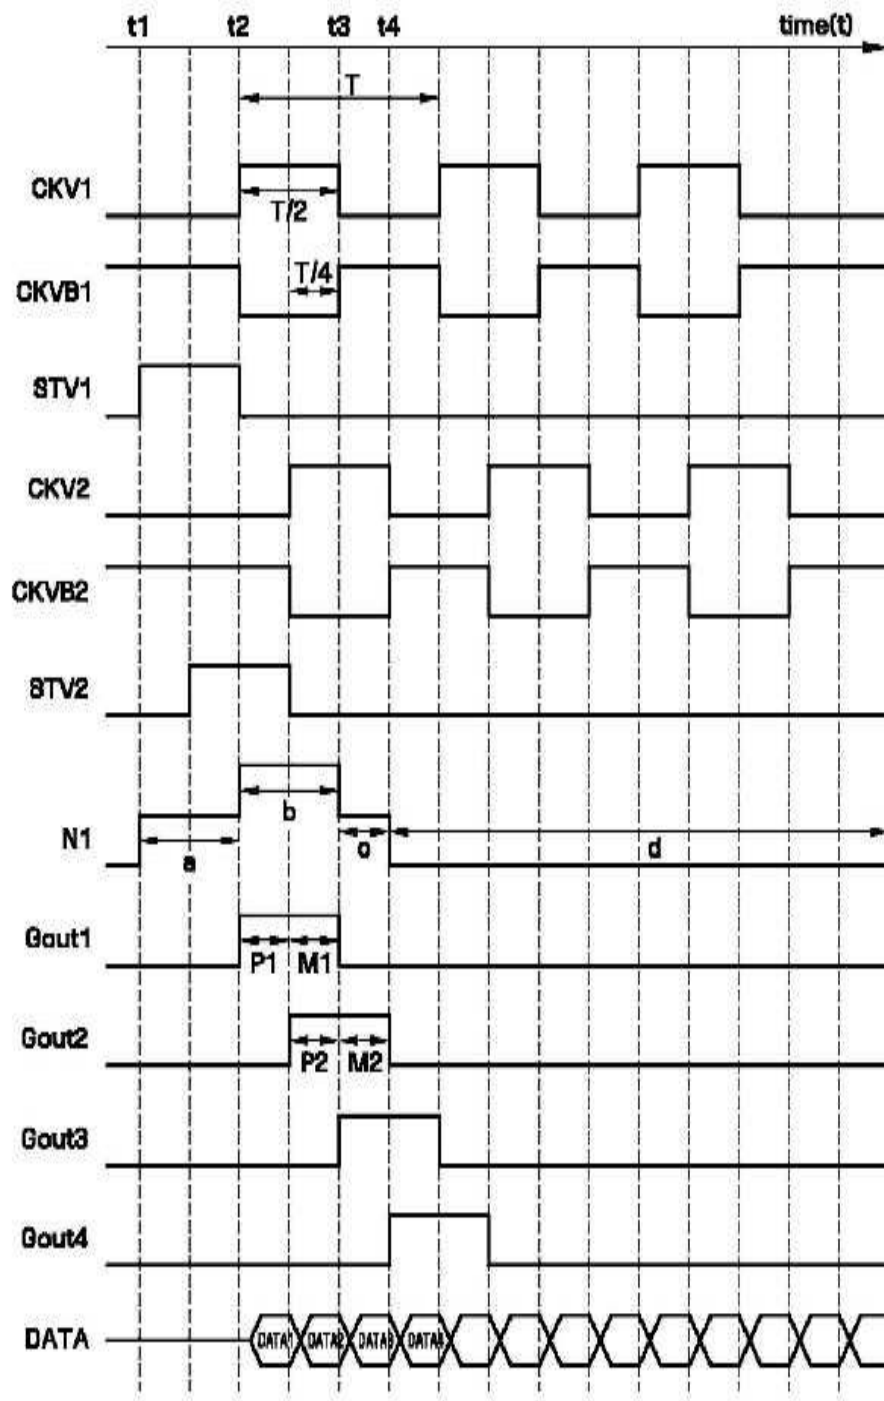 t1 t2 t3 t4 time(t)
T
CKV1
T/2
CKVB1
T/4
STV1
CKV2
CKVB2
STV2
N1
a b c d
Gout1
P1 M1
Gout2
P2 M2
Gout3
Gout4
DATA
DATA1 DATA2 DATA3 DATA4